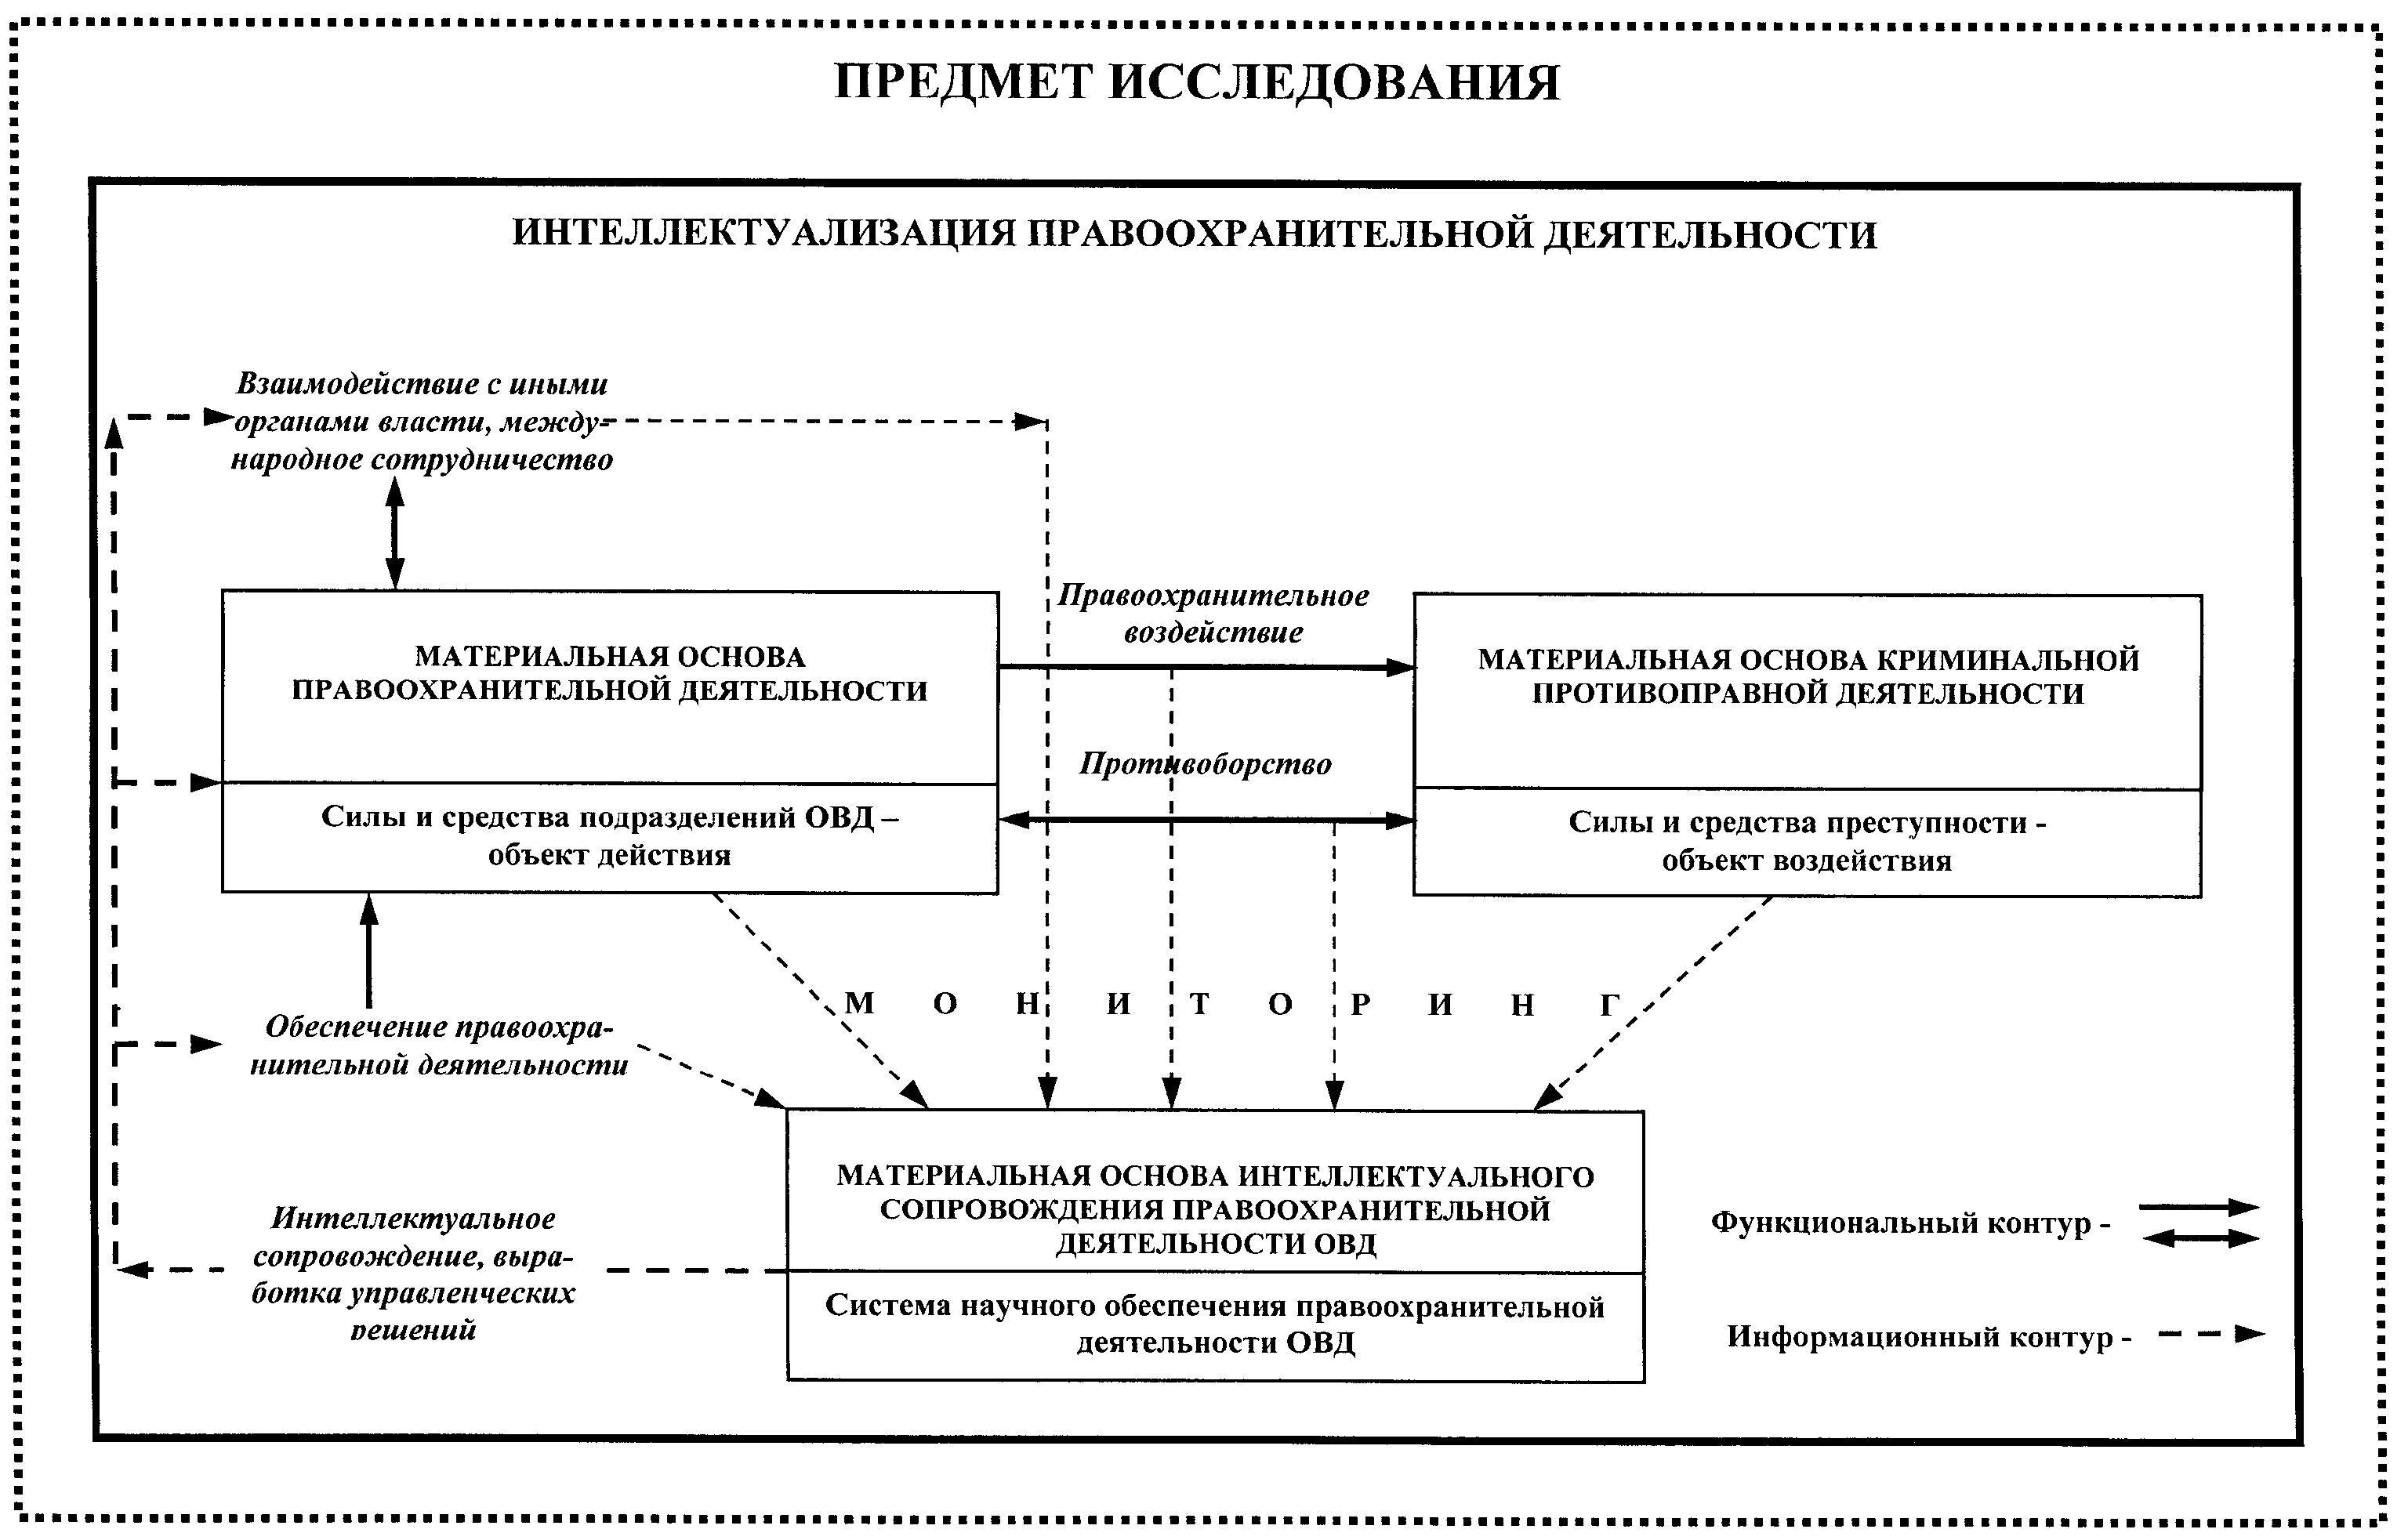 ПРЕДМЕТ ИССЛЕДОВАНИЯ
ИНТЕЛЛЕКТУАЛИЗАЦИЯ ПРАВООХРАНИТЕЛЬНОЙ ДЕЯТЕЛЬНОСТИ
Взаимодействие с иными
органами власти, между-
народное сотрудничество
Правоохранительное
воздействие
МАТЕРИАЛЬНАЯ ОСНОВА
ПРАВООХРАНИТЕЛЬНОЙ ДЕЯТЕЛЬНОСТИ
МАТЕРИАЛЬНАЯ ОСНОВА КРИМИНАЛЬНОЙ
ПРОТИВОПРАВНОЙ ДЕЯТЕЛЬНОСТИ
Противоборство
Силы и средства подразделений ОВД –
объект действия
Силы и средства преступности -
объект воздействия
М О Н И Т О Р И Н Г
Обеспечение правоохра-
нительной деятельности
МАТЕРИАЛЬНАЯ ОСНОВА ИНТЕЛЛЕКТУАЛЬНОГО
СОПРОВОЖДЕНИЯ ПРАВООХРАНИТЕЛЬНОЙ
ДЕЯТЕЛЬНОСТИ ОВД
Интеллектуальное
сопровождение, выра-
ботка управленческих
решений
Система научного обеспечения правоохранительной
деятельности ОВД
Функциональный контур -
Информационный контур -